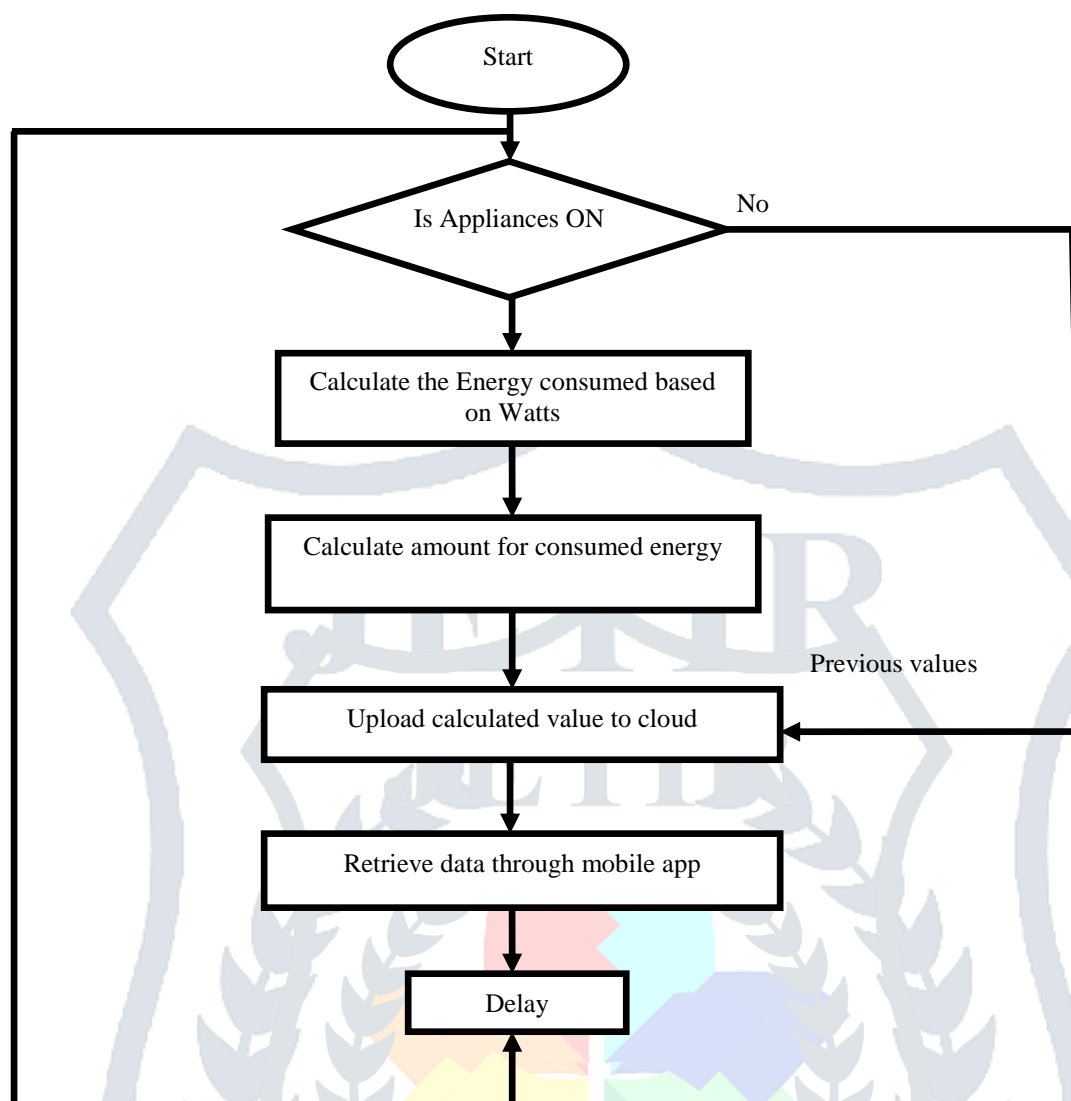 Start
Is Appliances ON
No
Calculate the Energy consumed based
on Watts
Calculate amount for consumed energy
Previous values
Upload calculated value to cloud
Retrieve data through mobile app
Delay
JETIR